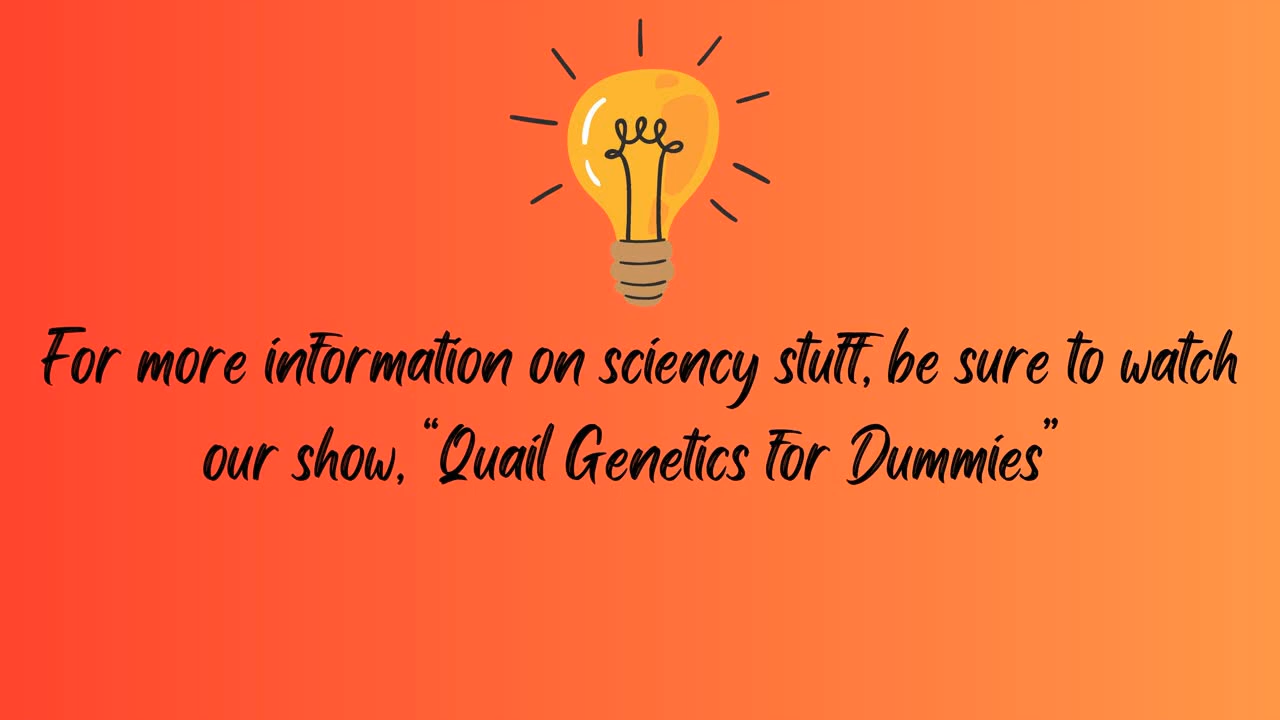 For more information on sciency stuff, be sure to watch
our show, “Quail Genetics for Dummies”